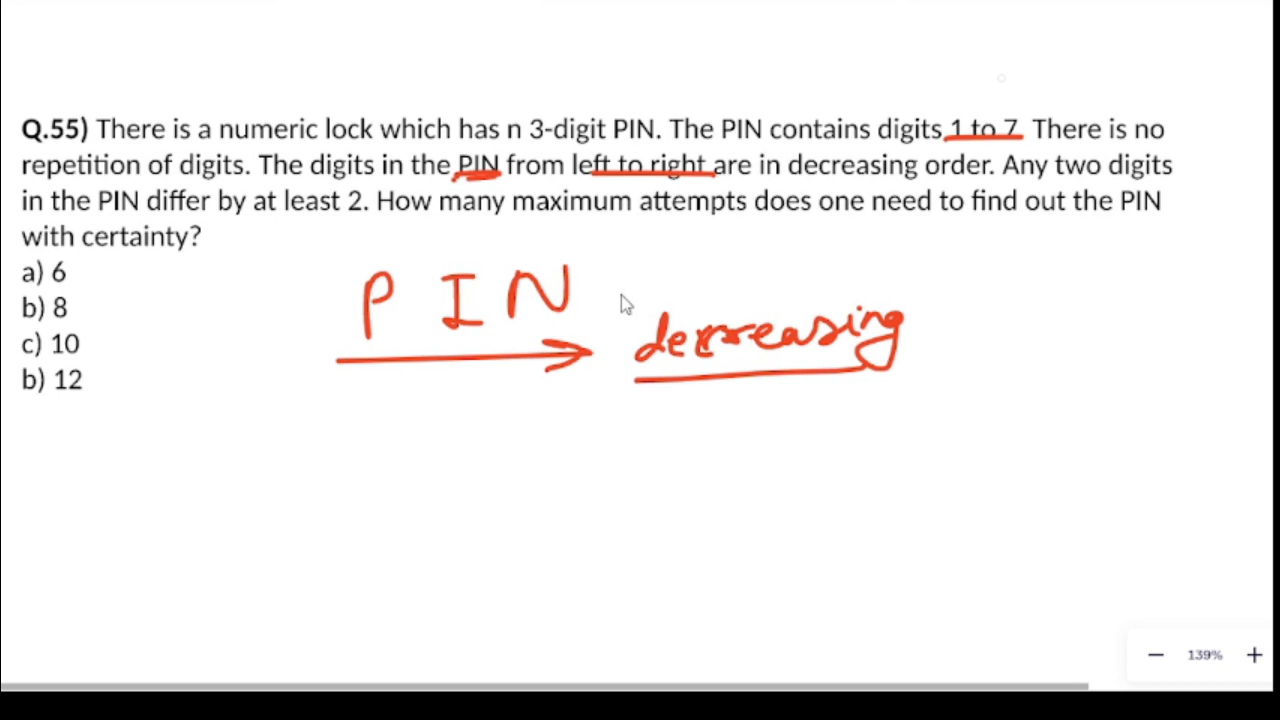 Q.55) There is a numeric lock which has n 3-digit PIN. The PIN contains digits 1 to 7. There is no
repetition of digits. The digits in the PIN from left to right are in decreasing order. Any two digits
in the PIN differ by at least 2. How many maximum attempts does one need to find out the PIN
with certainty?
a) 6
b) 8
c) 10
b) 12
P I N
decreasing
139%